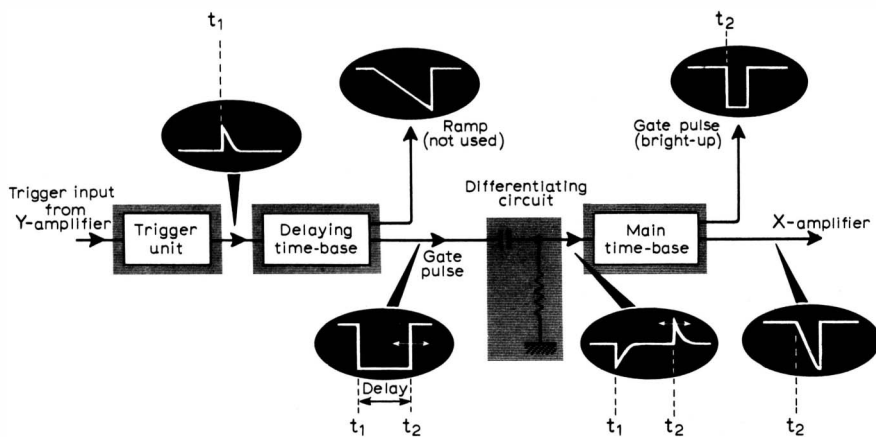 t1
t2
Ramp
(not used)
Gate pulse
(bright-up)
Trigger input
from
Y-amplifier
Trigger
unit
Delaying
time-base
Gate
pulse
Differentiating
circuit
Main
time-base
X-amplifier
Delay
t1
t2
t1
t2
t2